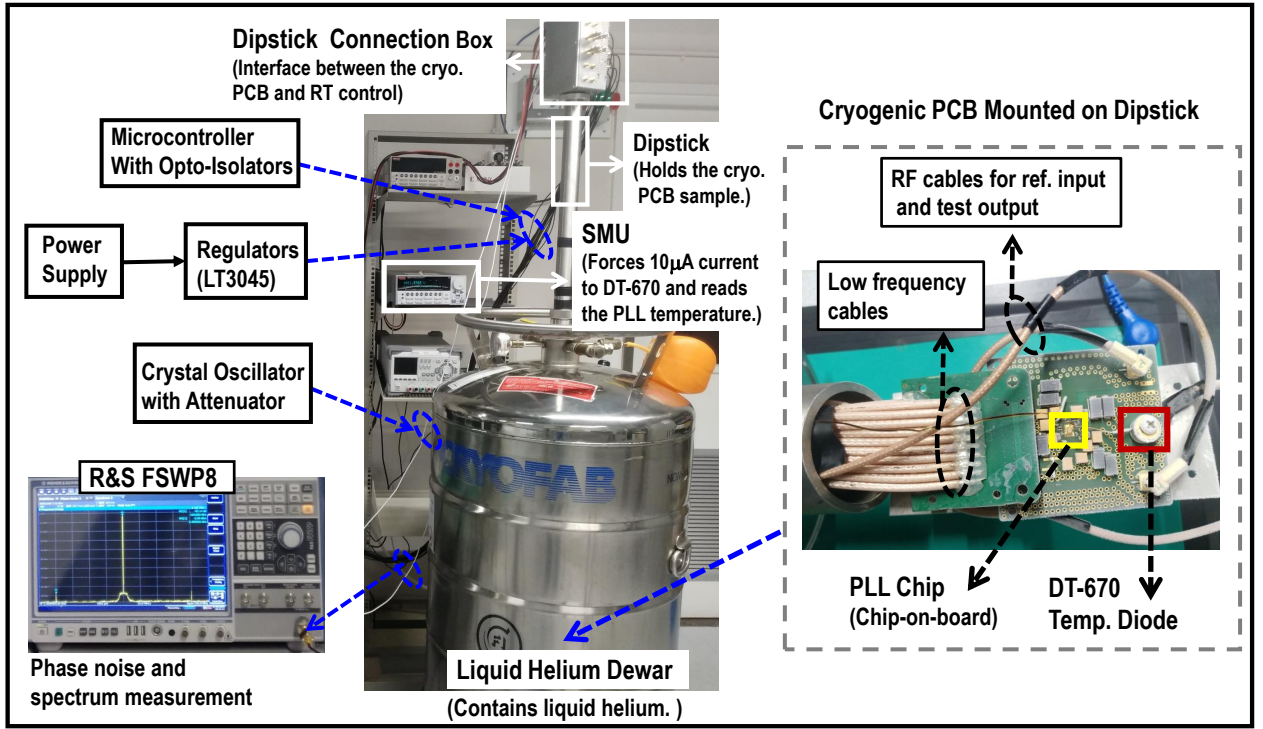 Dipstick Connection Box
(Interface between the cryo.
PCB and RT control)
Microcontroller
With Opto-Isolators
Power
Supply
Regulators
(LT3045)
Dipstick
(Holds the cryo.
PCB sample.)
SMU
(Forces 10µA current
to DT-670 and reads
the PLL temperature.)
Crystal Oscillator
with Attenuator
CRYOFAB
R&S FSWP8
Phase noise and
spectrum measurement
Liquid Helium Dewar
(Contains liquid helium. )
Cryogenic PCB Mounted on Dipstick
RF cables for ref. input
and test output
Low frequency
cables
PLL Chip
(Chip-on-board)
DT-670
Temp. Diode